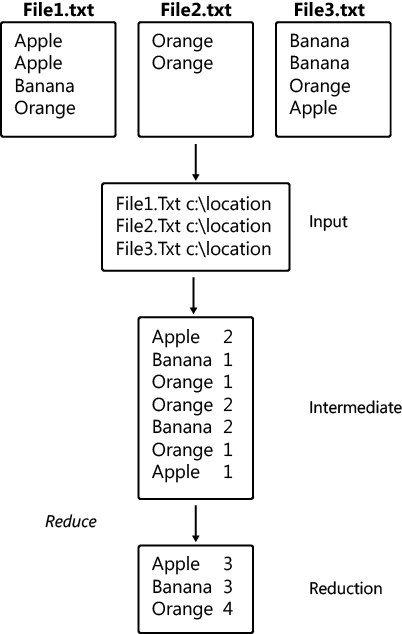 File1.txt
File2.txt
File3.txt
Apple
Apple
Banana
Orange
Orange
Orange
Banana
Banana
Orange
Apple
File1.Txt c:\location
File2.Txt c:\location
File3.Txt c:\location
Input
Apple 2
Banana 1
Orange 1
Orange 2
Banana 2
Orange 1
Apple 1
Intermediate
Reduce
Apple 3
Banana 3
Orange 4
Reduction